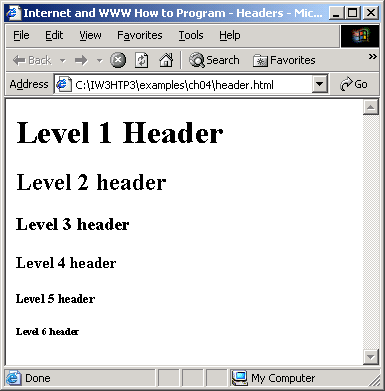 Internet and WWW How to Program - Headers - Mic...
File Edit View Favorites Tools Help
Back Search Favorites »
Address C:\IW3HTP3\examples\ch04\header.html Go
Level 1 Header
Level 2 header
Level 3 header
Level 4 header
Level 5 header
Level 6 header
Done My Computer